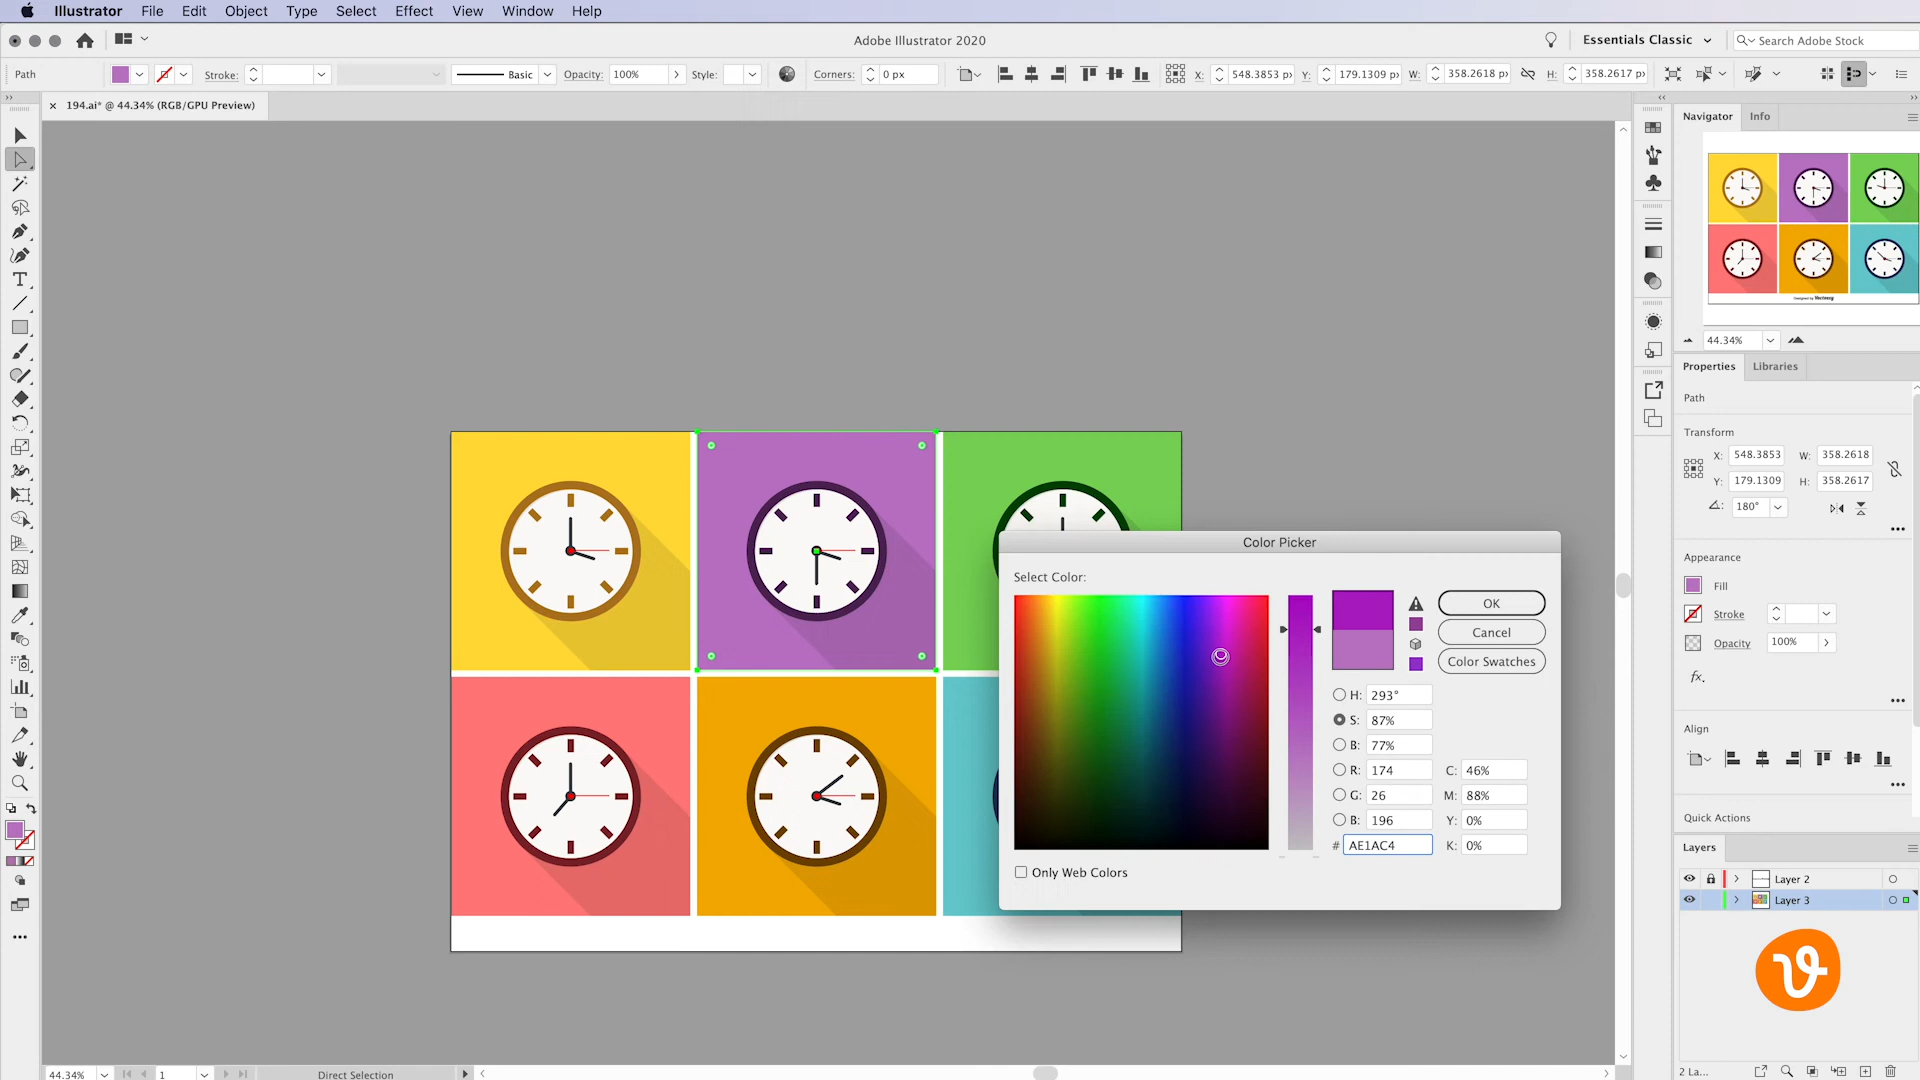 Illustrator File Edit Object Type Select Effect View Window Help
Adobe Illustrator 2020
Essentials Classic
Search Adobe Stock
Path
Stroke:
Basic
Opacity: 100%
Style:
Corners: 0 px
X: 548.3853 px
Y: 179.1309 px
W: 358.2618 px
H: 358.2617 px
194.ai* @ 44.34% (RGB/GPU Preview)
Navigator Info
44.34%
Properties Libraries
Path
Transform
X: 548.3853 W: 358.2618
Y: 179.1309 H: 358.2617
180°
Appearance
Fill
Stroke
Opacity 100%
fx.
Align
Quick Actions
Layers
Layer 2
Layer 3
2 La...
Color Picker
Select Color:
OK
Cancel
Color Swatches
H: 293°
S: 87%
B: 77%
R: 174 C: 46%
G: 26 M: 88%
B: 196 Y: 0%
# AE1AC4 K: 0%
Only Web Colors
44.34% 1 Direct Selection